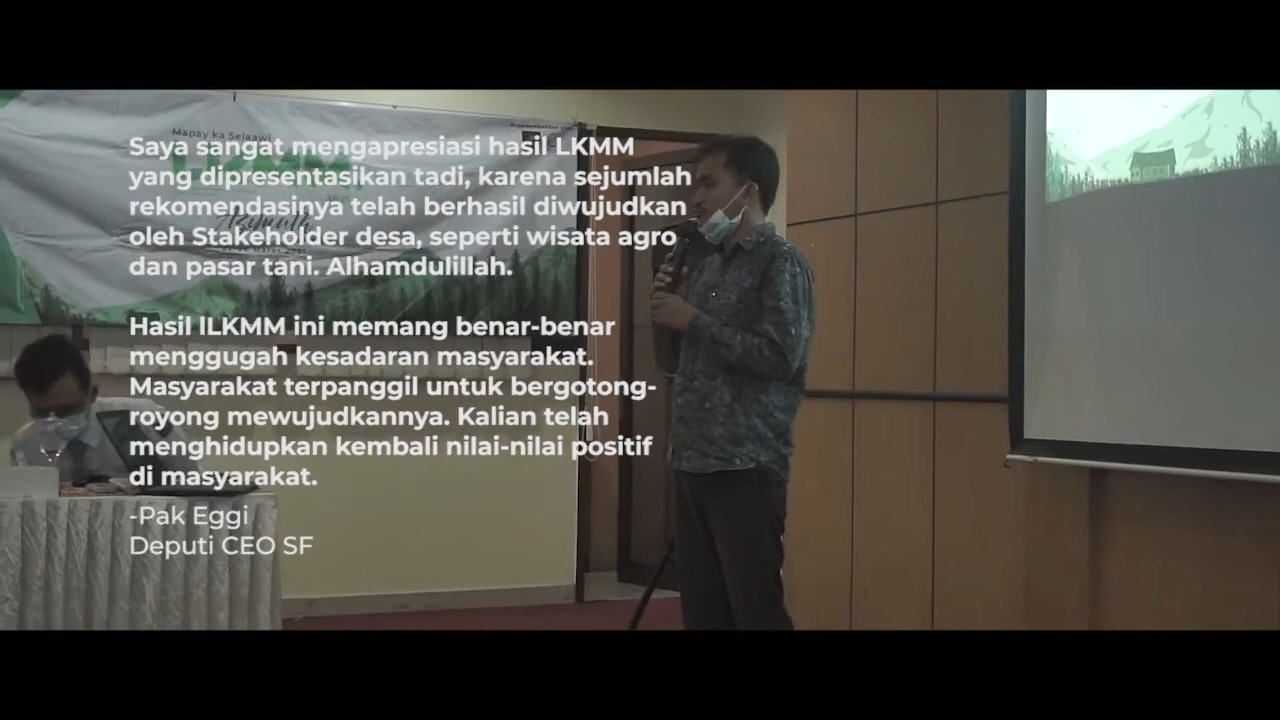 Mapay ka Selaawi
Saya sangat mengapresiasi hasil LKMM
yang dipresentasikan tadi, karena sejumlah
rekomendasinya telah berhasil diwujudkan
oleh Stakeholder desa, seperti wisata agro
dan pasar tani. Alhamdulillah.
Hasil lLKMM ini memang benar-benar
menggugah kesadaran masyarakat.
Masyarakat terpanggil untuk bergotong-
royong mewujudkannya. Kalian telah
menghidupkan kembali nilai-nilai positif
di masyarakat.
-Pak Eggi
Deputi CEO SF